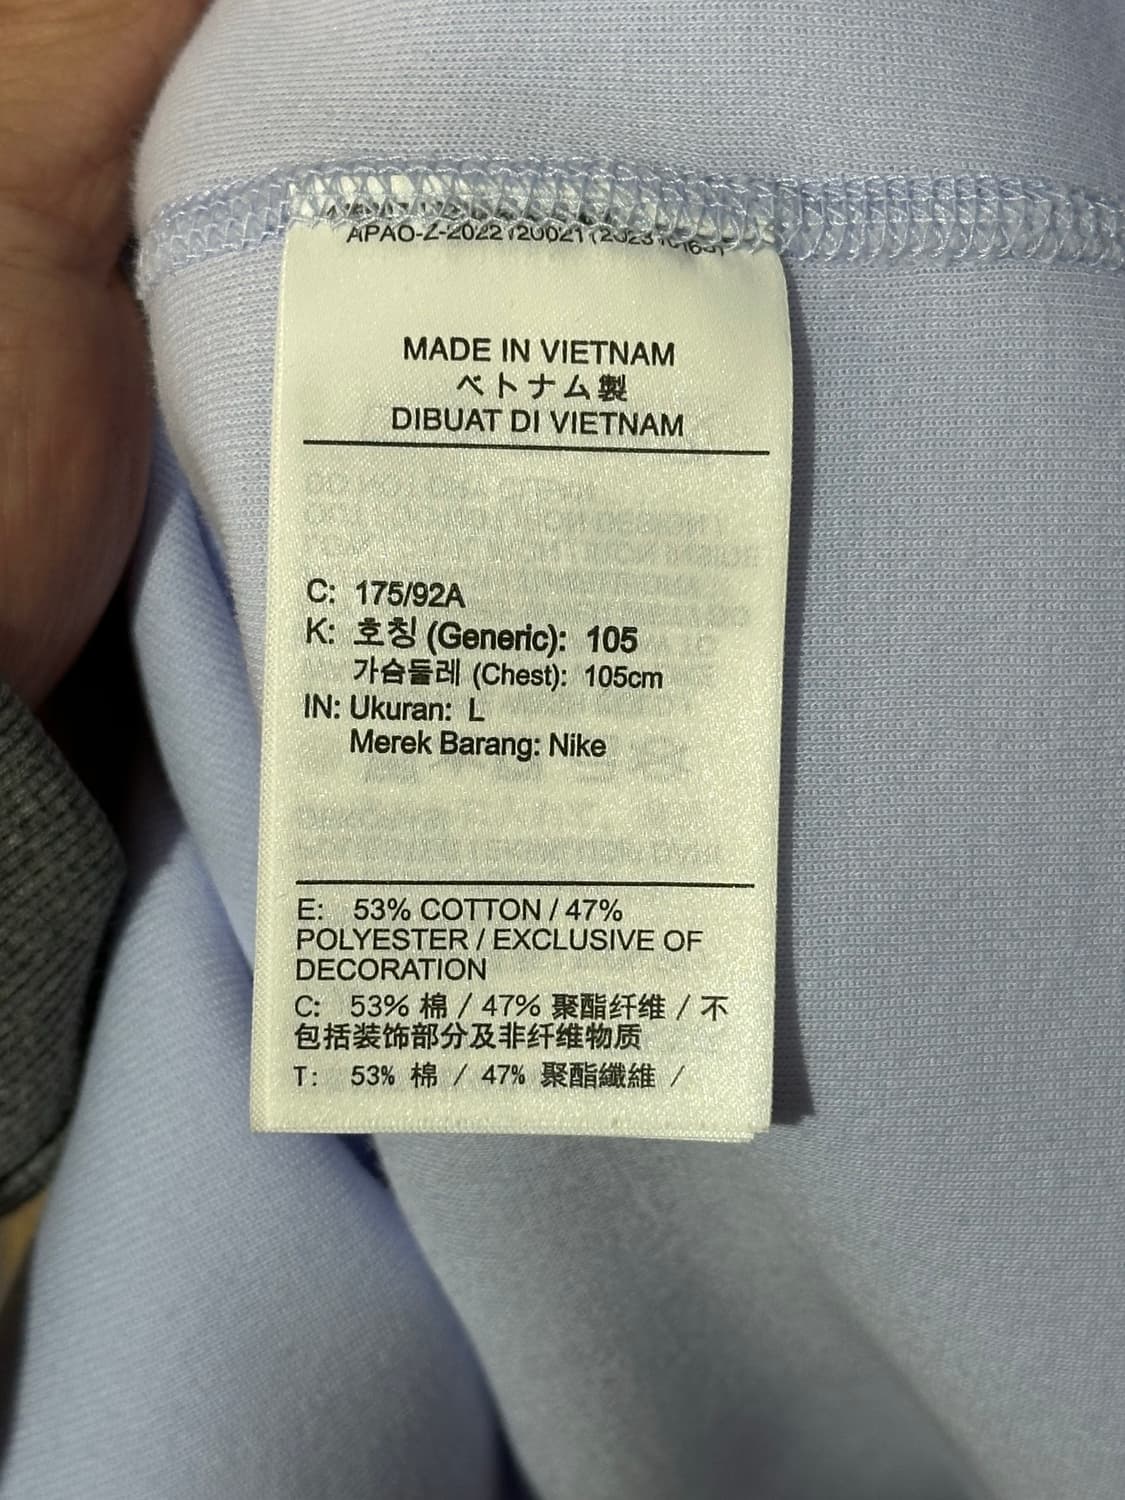 MADE IN VIETNAM
ベトナム製
DIBUAT DI VIETNAM
C: 175/92A
K: 호칭 (Generic): 105
가슴둘레 (Chest): 105cm
IN: Ukuran: L
Merek Barang: Nike
E: 53% COTTON / 47%
POLYESTER / EXCLUSIVE OF
DECORATION
C: 53% 棉 / 47% 聚酯纤维 / 不
包括装饰部分及非纤维物质
T: 53% 棉 / 47% 聚酯纖維 /